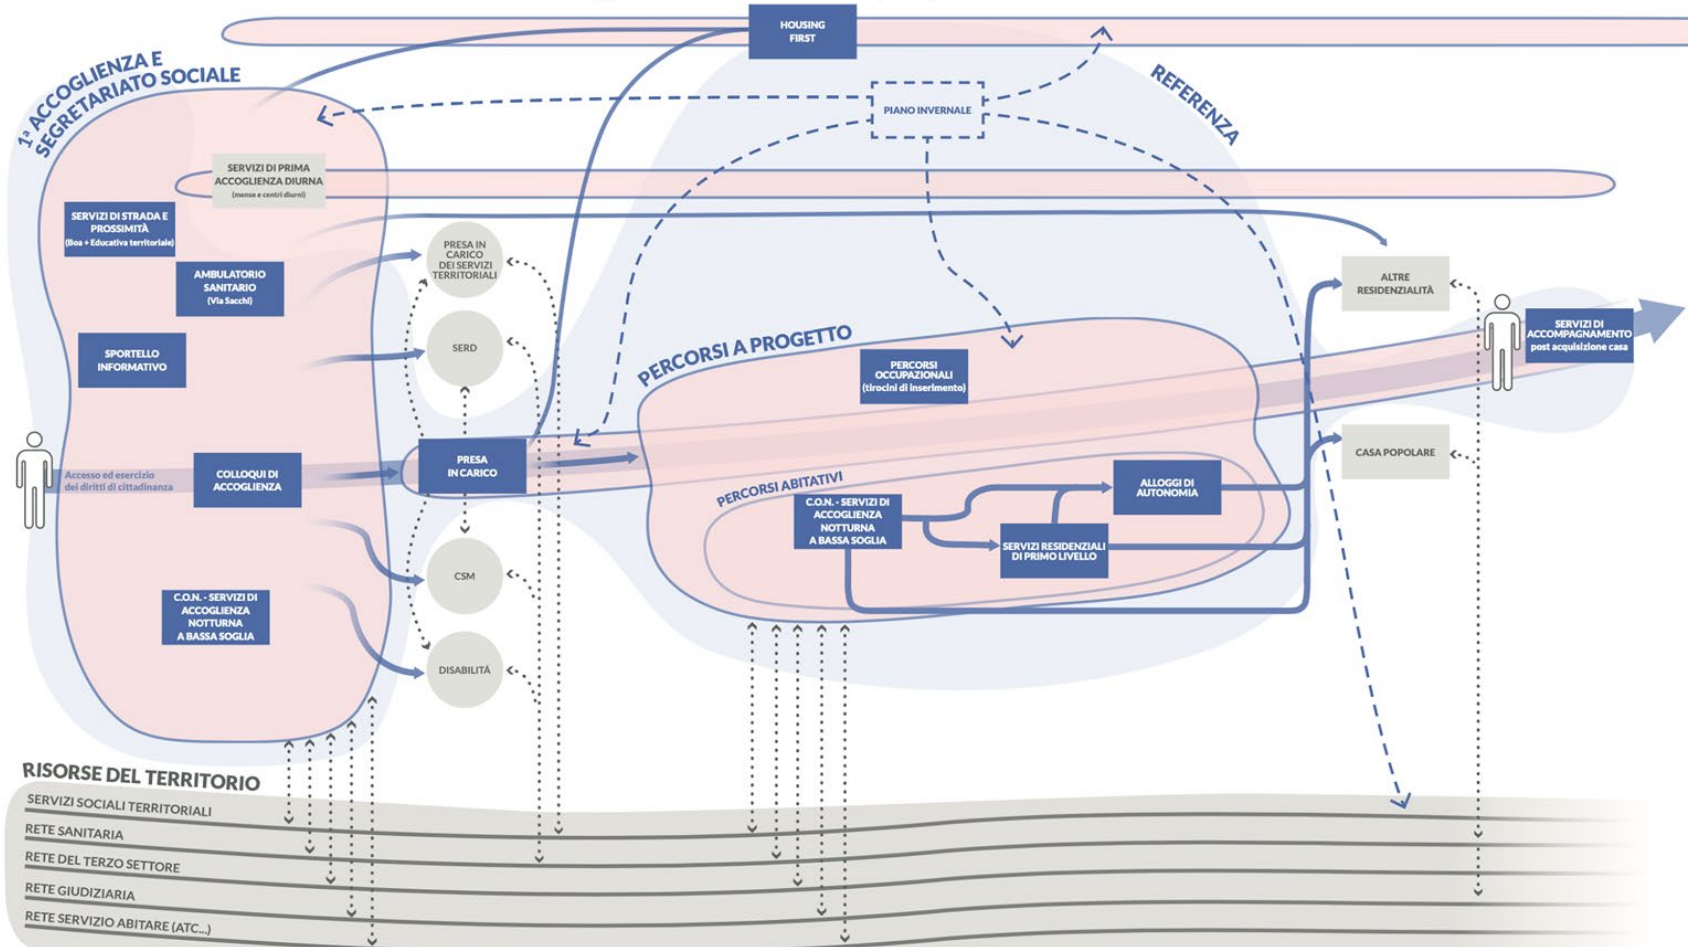 HOUSING
FIRST
1ª ACCOGLIENZA E
SEGRETARIATO SOCIALE
REFERENZA
PIANO INVERNALE
SERVIZI DI PRIMA
ACCOGLIENZA DIURNA
(mense e centri diurni)
SERVIZI DI STRADA E
PROSSIMITÀ
(Boa + Educativa territoriale)
AMBULATORIO
SANITARIO
(Via Sacchi)
PRESA IN
CARICO
DEI SERVIZI
TERRITORIALI
ALTRE
RESIDENZIALITÀ
SPORTELLO
INFORMATIVO
SERD
PERCORSI A PROGETTO
PERCORSI
OCCUPAZIONALI
(tirocini di inserimento)
SERVIZI DI
ACCOMPAGNAMENTO
post acquisizione casa
Accesso ed esercizio
dei diritti di cittadinanza
COLLOQUI DI
ACCOGLIENZA
PRESA
IN CARICO
CASA POPOLARE
PERCORSI ABITATIVI
C.O.N. - SERVIZI DI
ACCOGLIENZA
NOTTURNA
A BASSA SOGLIA
ALLOGGI DI
AUTONOMIA
SERVIZI RESIDENZIALI
DI PRIMO LIVELLO
CSM
C.O.N. - SERVIZI DI
ACCOGLIENZA
NOTTURNA
A BASSA SOGLIA
DISABILITÁ
RISORSE DEL TERRITORIO
SERVIZI SOCIALI TERRITORIALI
RETE SANITARIA
RETE DEL TERZO SETTORE
RETE GIUDIZIARIA
RETE SERVIZIO ABITARE (ATC...)